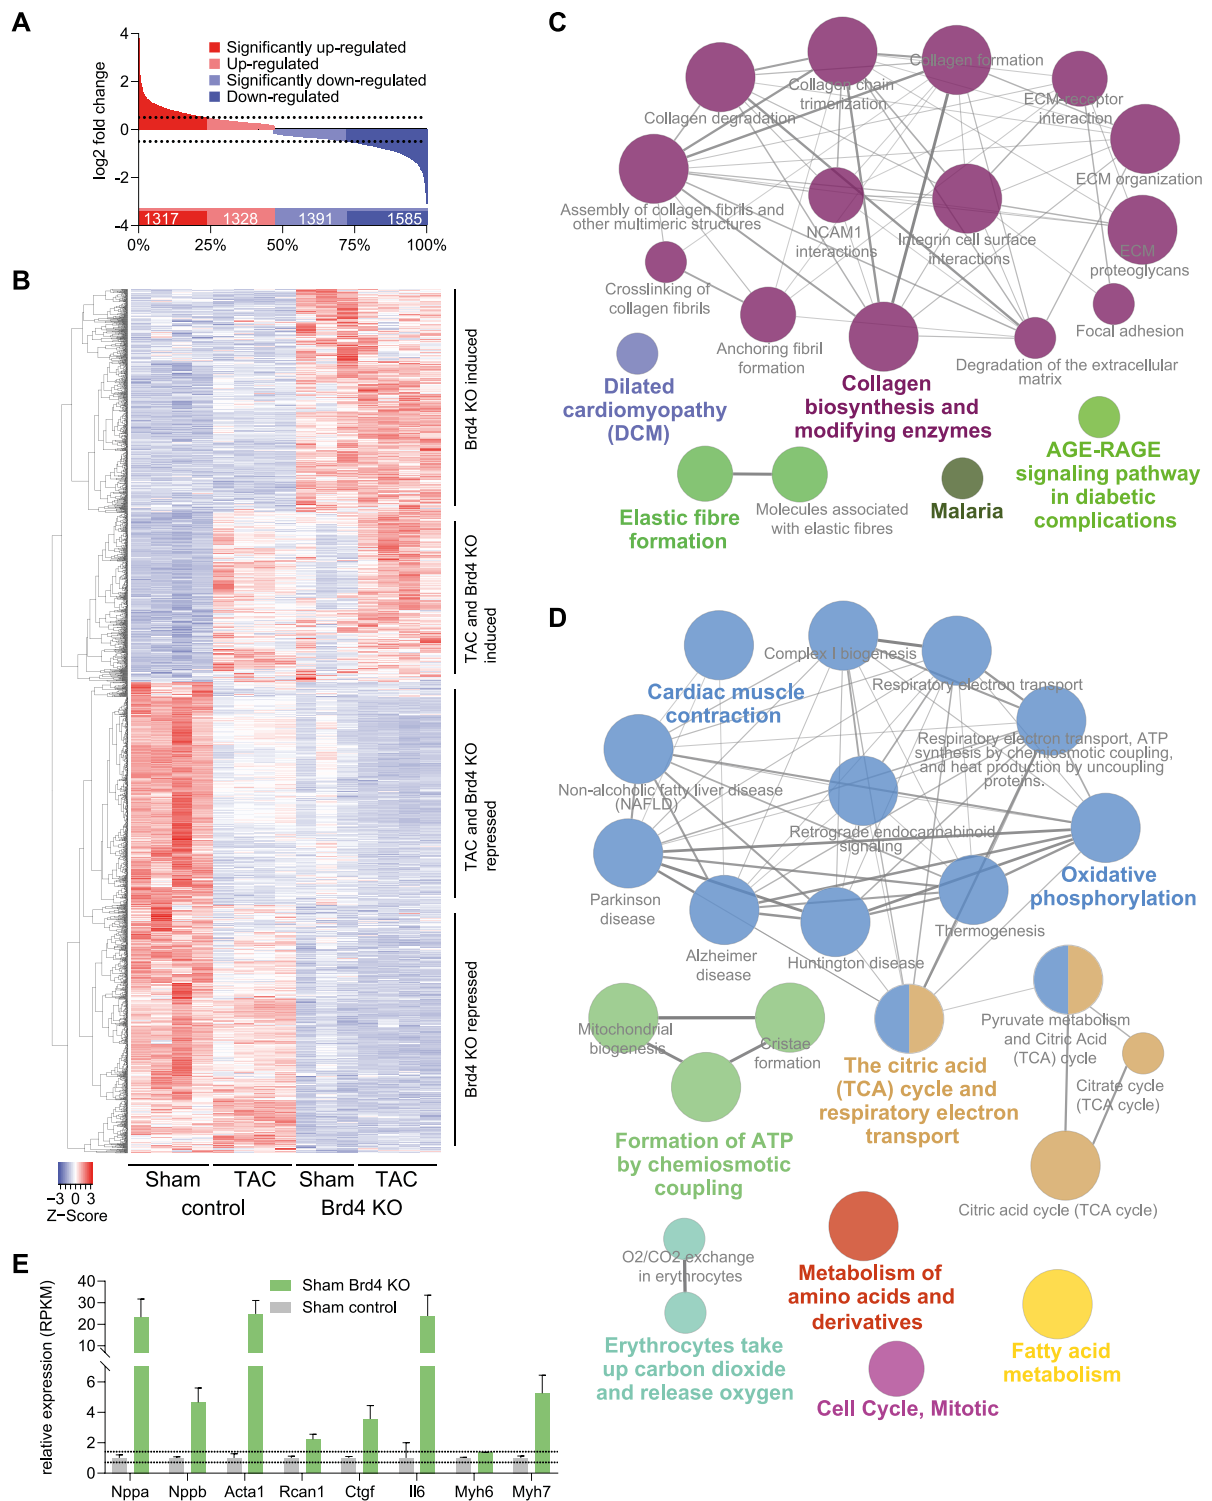 A
4
2
0
-2
-4
log2 fold change
Significantly up-regulated
Up-regulated
Significantly down-regulated
Down-regulated
1317
1328
1391
1585
0%
25%
50%
75%
100%
B
Brd4 KO induced
TAC and Brd4 KO
induced
TAC and Brd4 KO
repressed
Brd4 KO repressed
−3 0 3
Z−Score
Sham
TAC
Sham
TAC
control
Brd4 KO
C
Collagen degradation
Collagen chain
trimerization
Collagen formation
ECM-receptor
interaction
ECM organization
Assembly of collagen fibrils and
other multimeric structures
NCAM1
interactions
Integrin cell surface
interactions
ECM
proteoglycans
Crosslinking of
collagen fibrils
Anchoring fibril
formation
Focal adhesion
Degradation of the extracellular
matrix
Dilated
cardiomyopathy
(DCM)
Collagen
biosynthesis and
modifying enzymes
AGE-RAGE
signaling pathway
in diabetic
complications
Elastic fibre
formation
Molecules associated
with elastic fibres
Malaria
D
Cardiac muscle
contraction
Complex I biogenesis
Respiratory electron transport
Respiratory electron transport, ATP
synthesis by chemiosmotic coupling,
and heat production by uncoupling
proteins.
Non-alcoholic fatty liver disease
(NAFLD)
Retrograde endocannabinoid
signaling
Oxidative
phosphorylation
Parkinson
disease
Alzheimer
disease
Huntington disease
Thermogenesis
Mitochondrial
biogenesis
Cristae
formation
Formation of ATP
by chemiosmotic
coupling
The citric acid
(TCA) cycle and
respiratory electron
transport
Pyruvate metabolism
and Citric Acid
(TCA) cycle
Citrate cycle
(TCA cycle)
Citric acid cycle (TCA cycle)
O2/CO2 exchange
in erythrocytes
Erythrocytes take
up carbon dioxide
and release oxygen
Metabolism of
amino acids and
derivatives
Cell Cycle, Mitotic
Fatty acid
metabolism
E
relative expression (RPKM)
40
30
20
10
6
4
2
0
Sham Brd4 KO
Sham control
Nppa
Nppb
Acta1
Rcan1
Ctgf
Il6
Myh6
Myh7